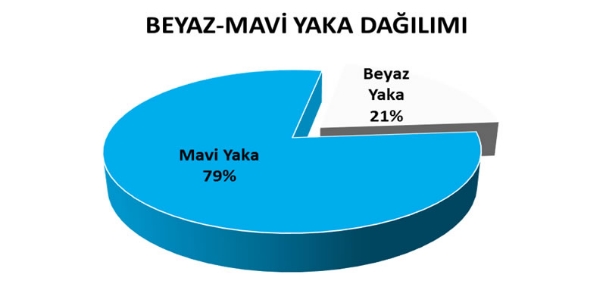 BEYAZ-MAVİ YAKA DAĞILIMI
Beyaz
Yaka
21%
Mavi Yaka
79%